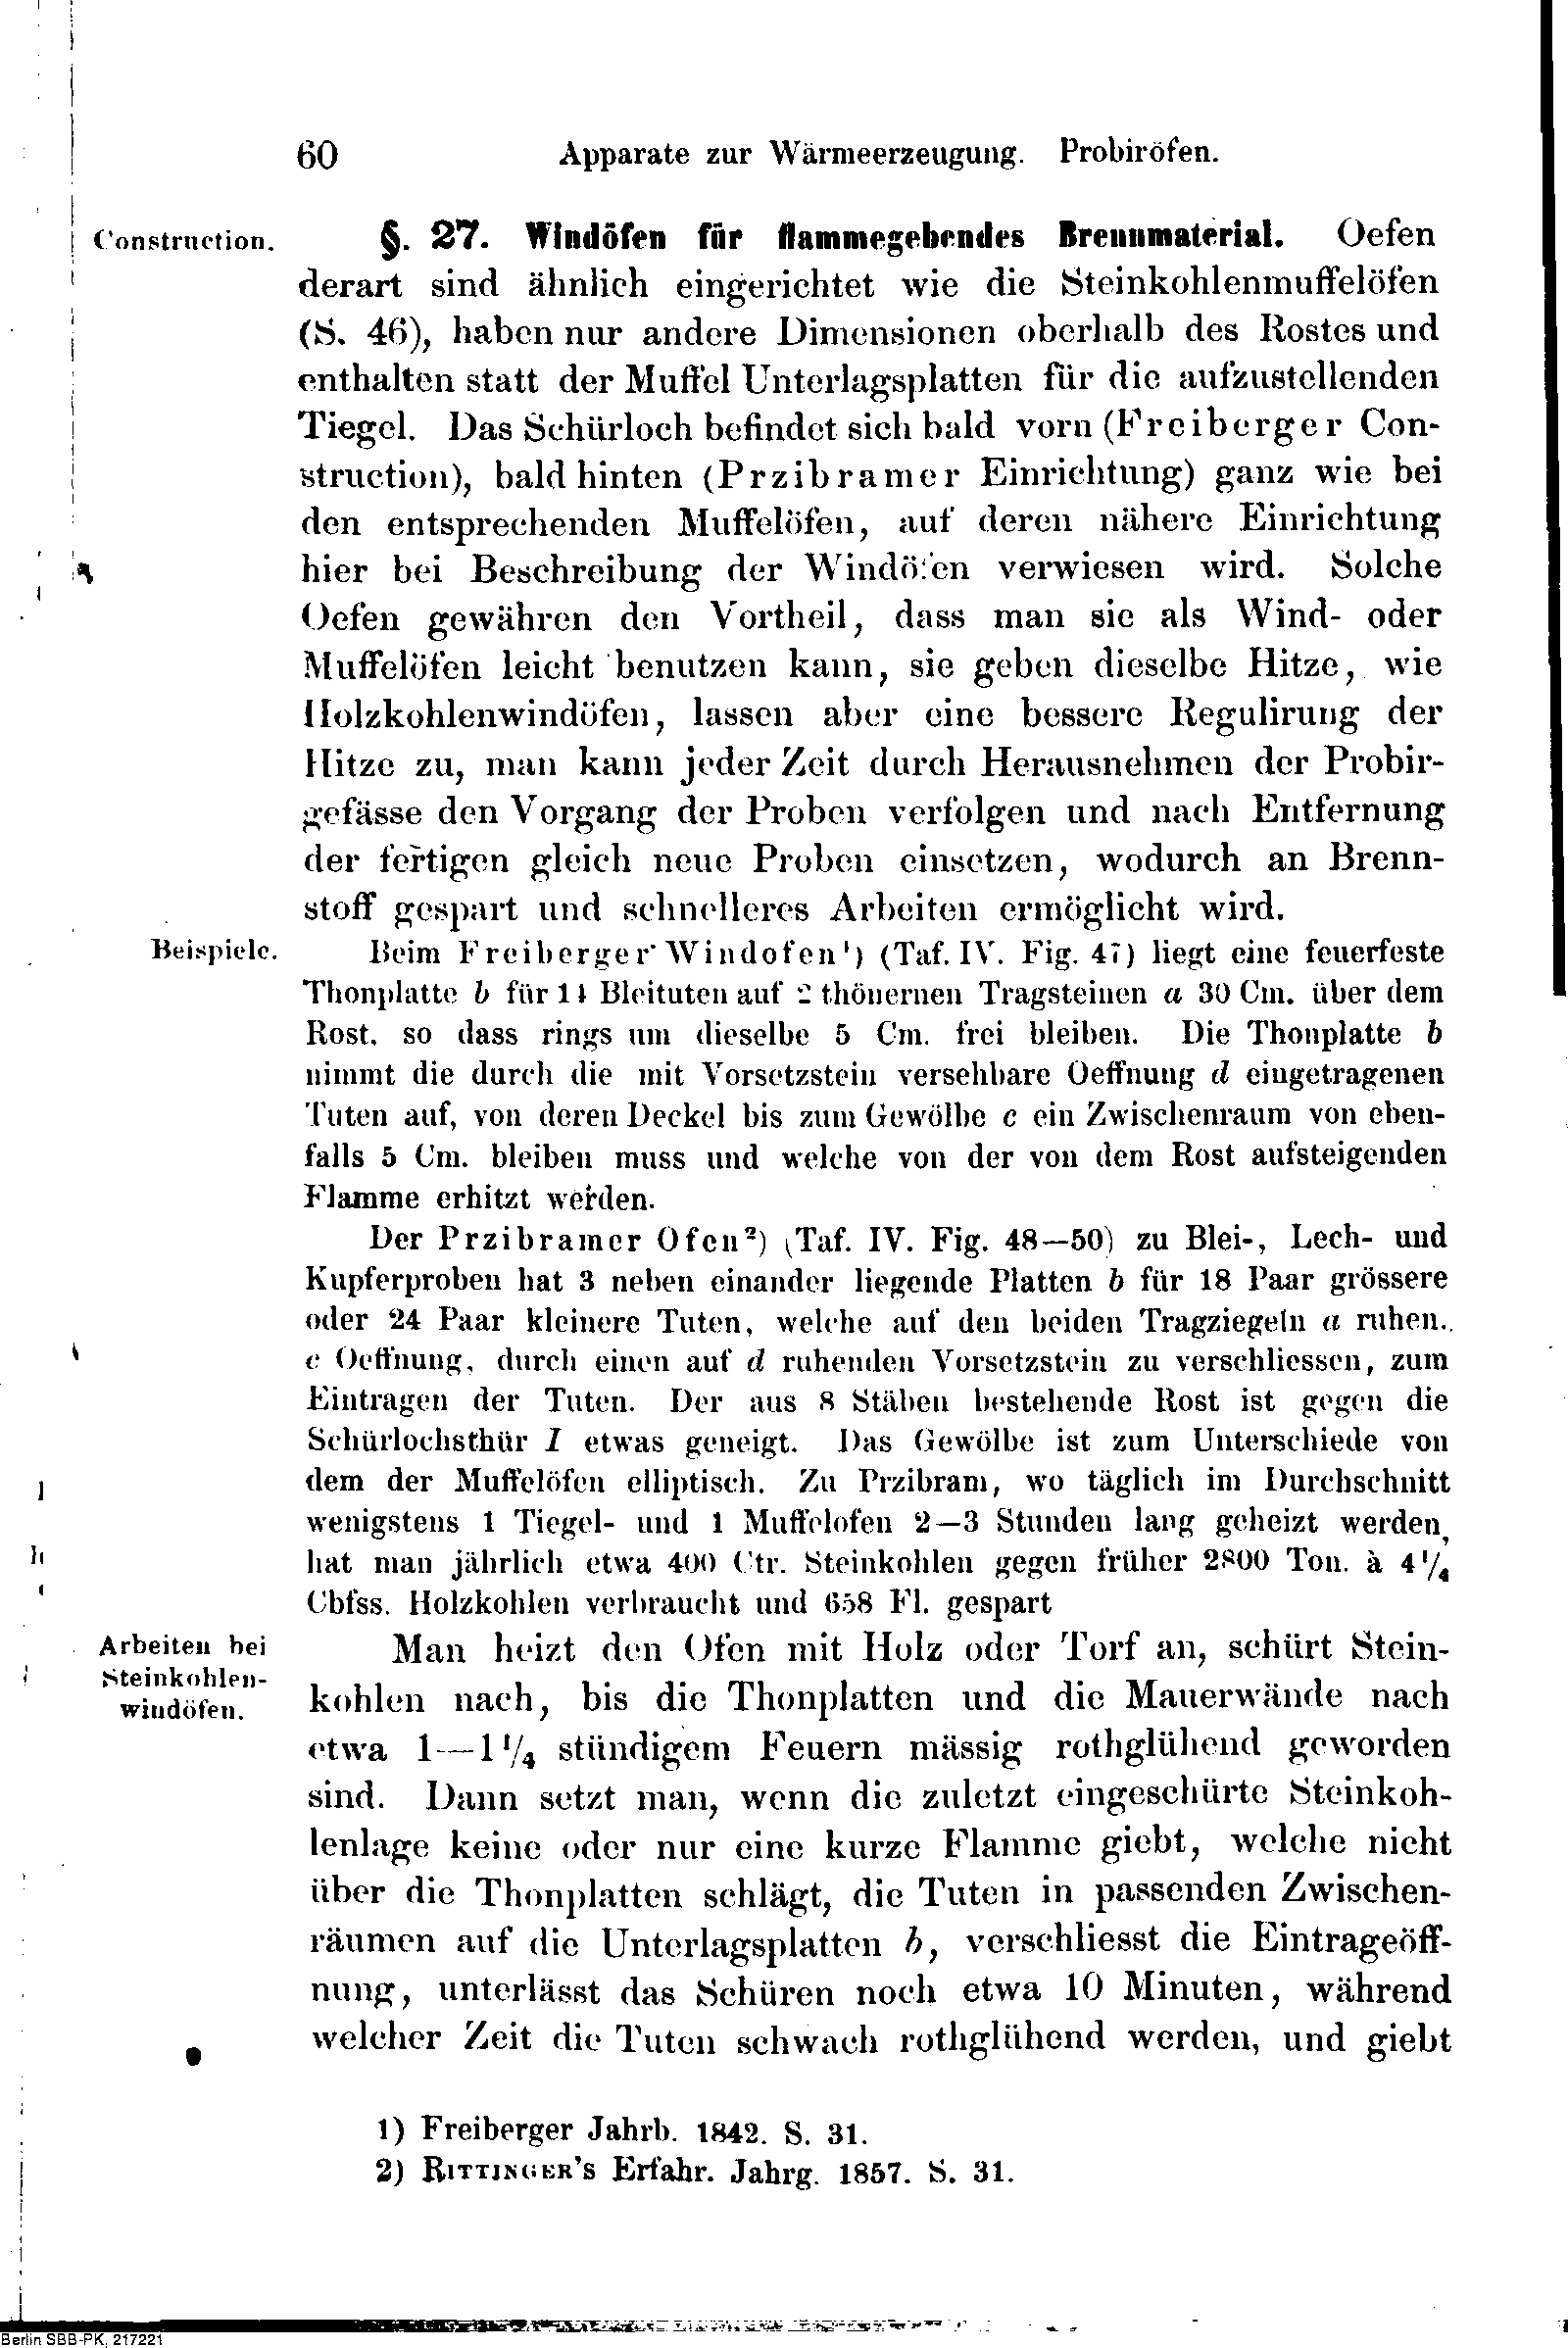 60 Apparate zur Wärmeerzeugung. Probiröfen.
Construction.
§. 27. Windöfen für flammegebendes Brennmaterial. Oefen
derart sind ähnlich eingerichtet wie die Steinkohlenmuffelöfen
(S. 46), haben nur andere Dimensionen oberhalb des Rostes und
enthalten statt der Muffel Unterlagsplatten für die aufzustellenden
Tiegel. Das Schürloch befindet sich bald vorn (Freiberger Con-
struction), bald hinten (Przibramer Einrichtung) ganz wie bei
den entsprechenden Muffelöfen, auf deren nähere Einrichtung
hier bei Beschreibung der Windöfen verwiesen wird. Solche
Oefen gewähren den Vortheil, dass man sie als Wind- oder
Muffelöfen leicht benutzen kann, sie geben dieselbe Hitze, wie
Holzkohlenwindöfen, lassen aber eine bessere Regulirung der
Hitze zu, man kann jeder Zeit durch Herausnehmen der Probir-
gefässe den Vorgang der Proben verfolgen und nach Entfernung
der fertigen gleich neue Proben einsetzen, wodurch an Brenn-
stoff gespart und schnelleres Arbeiten ermöglicht wird.
Beispiele.
Beim Freiberger Windofen¹) (Taf. IV. Fig. 47) liegt eine feuerfeste
Thonplatte b für 14 Bleituten auf 2 thönernen Tragsteinen a 30 Cm. über dem
Rost, so dass rings um dieselbe 5 Cm. frei bleiben. Die Thonplatte b
nimmt die durch die mit Vorsetzstein versehbare Oeffnung d eingetragenen
Tuten auf, von deren Deckel bis zum Gewölbe c ein Zwischenraum von eben-
falls 5 Cm. bleiben muss und welche von der von dem Rost aufsteigenden
Flamme erhitzt werden.
Der Przibramer Ofen²) (Taf. IV. Fig. 48—50) zu Blei-, Lech- und
Kupferproben hat 3 neben einander liegende Platten b für 18 Paar grössere
oder 24 Paar kleinere Tuten, welche auf den beiden Tragziegeln a ruhen.
c Oeffnung, durch einen auf d ruhenden Vorsetzstein zu verschliessen, zum
Eintragen der Tuten. Der aus 8 Stäben bestehende Rost ist gegen die
Schürlochsthür I etwas geneigt. Das Gewölbe ist zum Unterschiede von
dem der Muffelöfen elliptisch. Zu Przibram, wo täglich im Durchschnitt
wenigstens 1 Tiegel- und 1 Muffelofen 2—3 Stunden lang geheizt werden,
hat man jährlich etwa 400 Ctr. Steinkohlen gegen früher 2800 Ton. à 4¹/₄
Cbfss. Holzkohlen verbraucht und 658 Fl. gespart
Arbeiten bei
Steinkohlen-
windöfen.
Man heizt den Ofen mit Holz oder Torf an, schürt Stein-
kohlen nach, bis die Thonplatten und die Mauerwände nach
etwa 1—1¹/₄ stündigem Feuern mässig rothglühend geworden
sind. Dann setzt man, wenn die zuletzt eingeschürte Steinkoh-
lenlage keine oder nur eine kurze Flamme giebt, welche nicht
über die Thonplatten schlägt, die Tuten in passenden Zwischen-
räumen auf die Unterlagsplatten b, verschliesst die Eintrageöff-
nung, unterlässt das Schüren noch etwa 10 Minuten, während
welcher Zeit die Tuten schwach rothglühend werden, und giebt
1) Freiberger Jahrb. 1842. S. 31.
2) RITTINGER'S Erfahr. Jahrg. 1857. S. 31.
Berlin SBB-PK, 217221